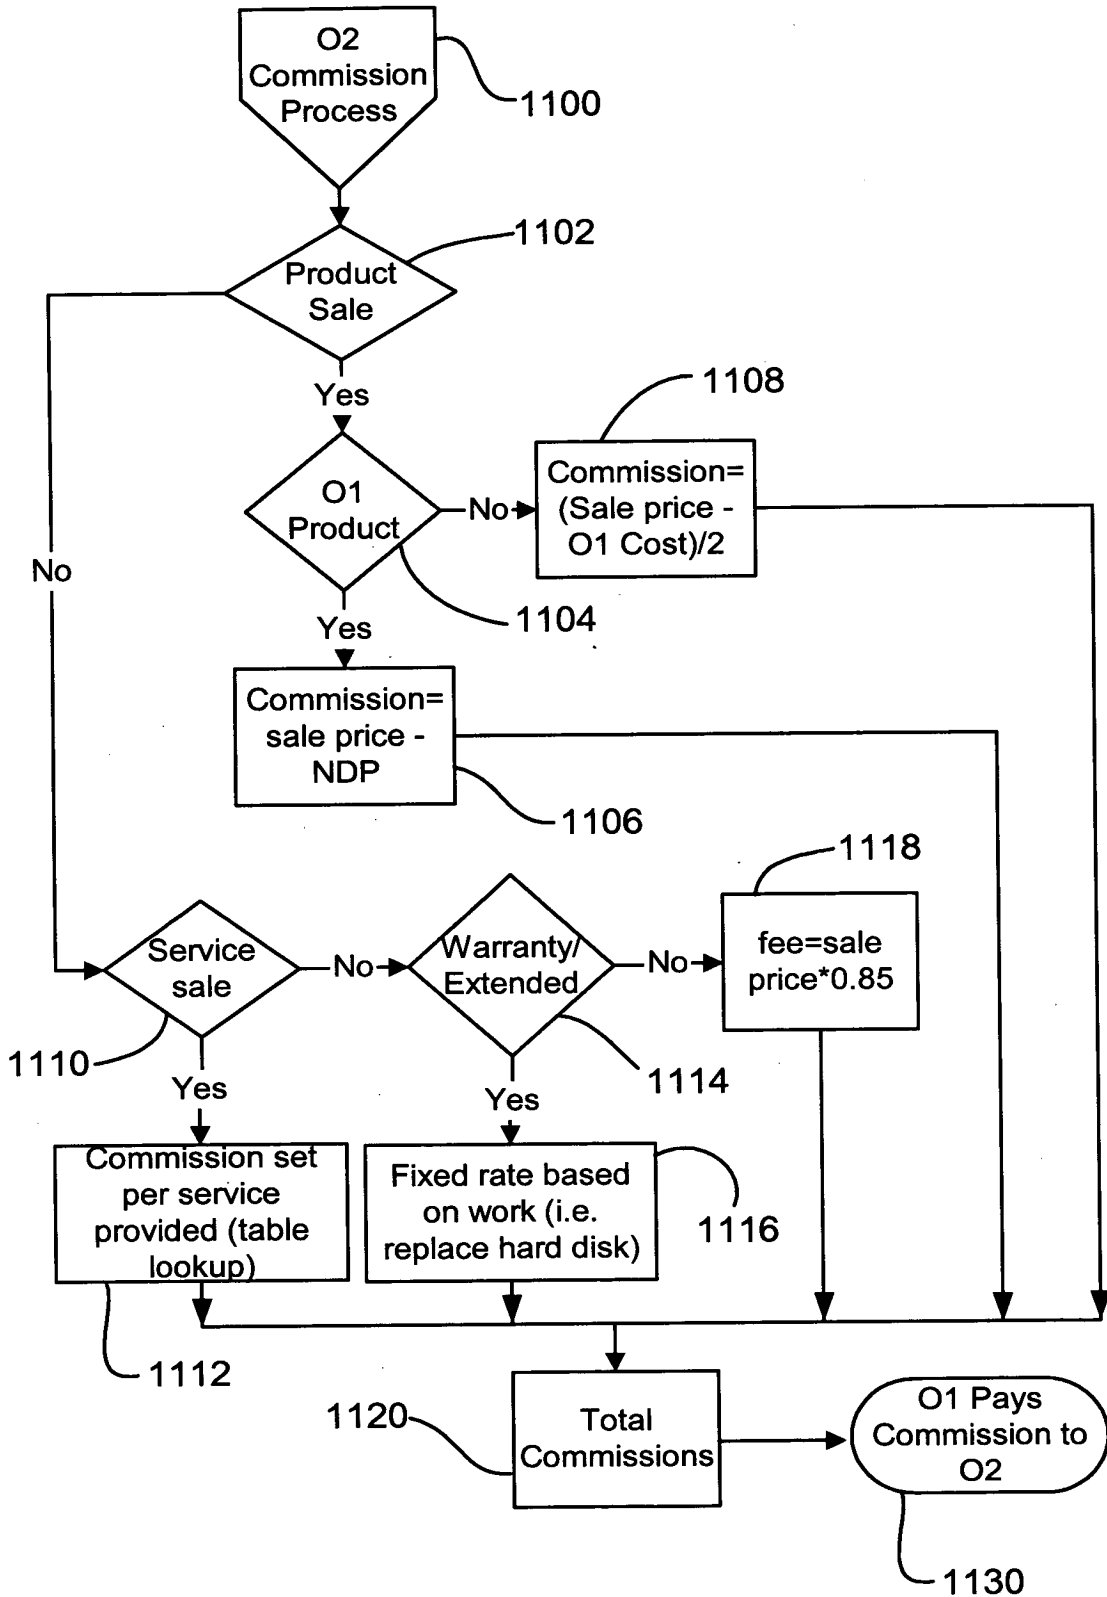 O2
Commission
Process
1100
1102
Product
Sale
Yes
1108
O1
Product
No
Commission=
(Sale price -
O1 Cost)/2
No
1104
Yes
Commission=
sale price -
NDP
1106
1118
Service
sale
No
Warranty/
Extended
No
fee=sale
price*0.85
1110
1114
Yes
Yes
Commission set
per service
provided (table
lookup)
Fixed rate based
on work (i.e.
replace hard disk)
1116
1112
1120
Total
Commissions
O1 Pays
Commission to
O2
1130